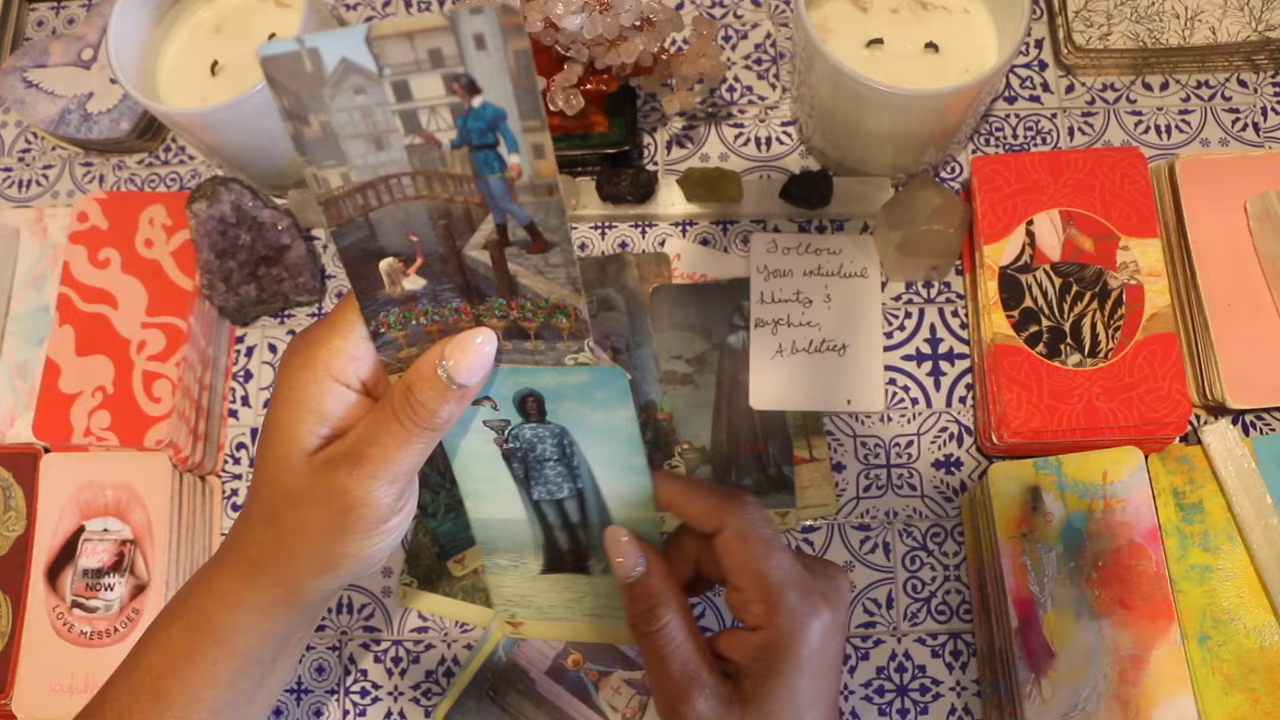 Follow
Your intuitive
hints &
Psychic,
Abilities
RIGHT
NOW
LOVE MESSAGES